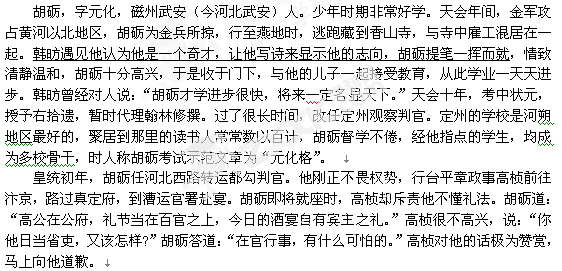 胡砺，字元化，磁州武安（今河北武安）人。少年时期非常好学。天会年间，金军攻
占黄河以北地区，胡砺为金兵所掠，行至燕地时，逃跑藏到香山寺，与寺中雇工混居在一
起。韩昉遇见他认为他是一个奇才，让他写诗来显示他的志向，胡砺提笔一挥而就，情致
清静温和，胡砺十分高兴，于是收于门下，与他的儿子一起接受教育，从此学业一天天进
步。韩昉曾经对人说：“胡砺才学进步很快，将来一定名显天下。”天会十年，考中状元，
授予右拾遗，暂时代理翰林修撰。过了很长时间，改任定州观察判官。定州的学校是河朔
地区最好的，聚居到那里的读书人常常数以百计，胡砺督学不倦，经他指点的学生，均成
为多校骨干，时人称胡砺考试示范文章为“元化格”。
皇统初年，胡砺任河北西路转运都勾判官。他刚正不畏权势，行台平章政事高桢前往
汴京，路过真定府，到漕运官署赴宴。胡砺即将就座时，高桢却斥责他不懂礼法。胡砺道：
“高公在公府，礼节当在百官之上，今日的酒宴自有宾主之礼。”高桢很不高兴，说：“你
他日当省吏，又该怎样?”胡砺答道：“在官行事，有什么可怕的。”高桢对他的话极为赞赏，
马上向他道歉。